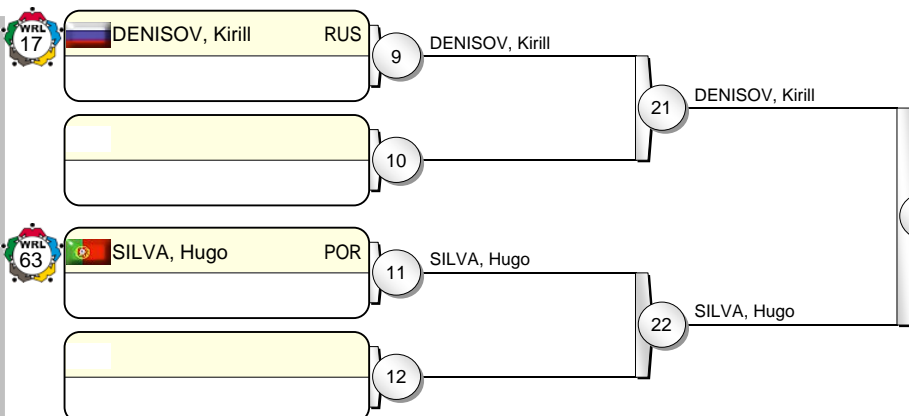 WRL
17
DENISOV, Kirill RUS
9
DENISOV, Kirill
21
DENISOV, Kirill
10
WRL
63
SILVA, Hugo POR
11
SILVA, Hugo
22
SILVA, Hugo
12